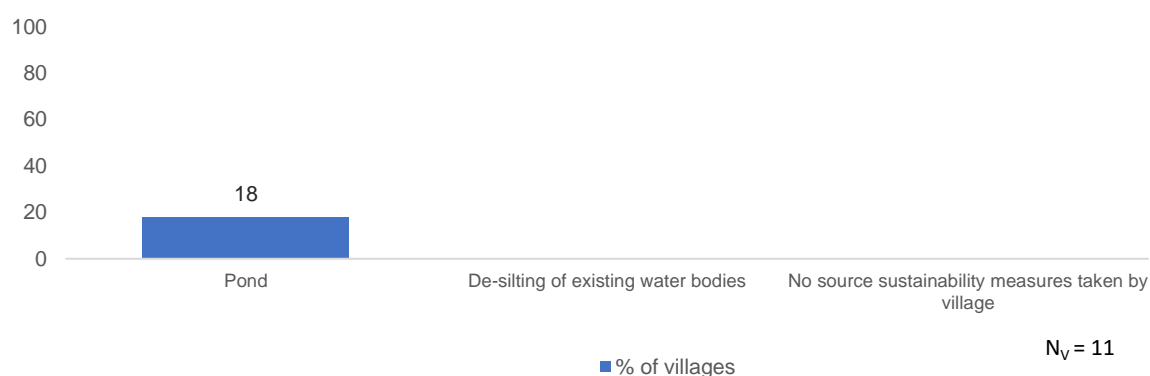 100
80
60
40
20
0
18
Pond
De-silting of existing water bodies
No source sustainability measures taken by
village
N_V = 11
% of villages